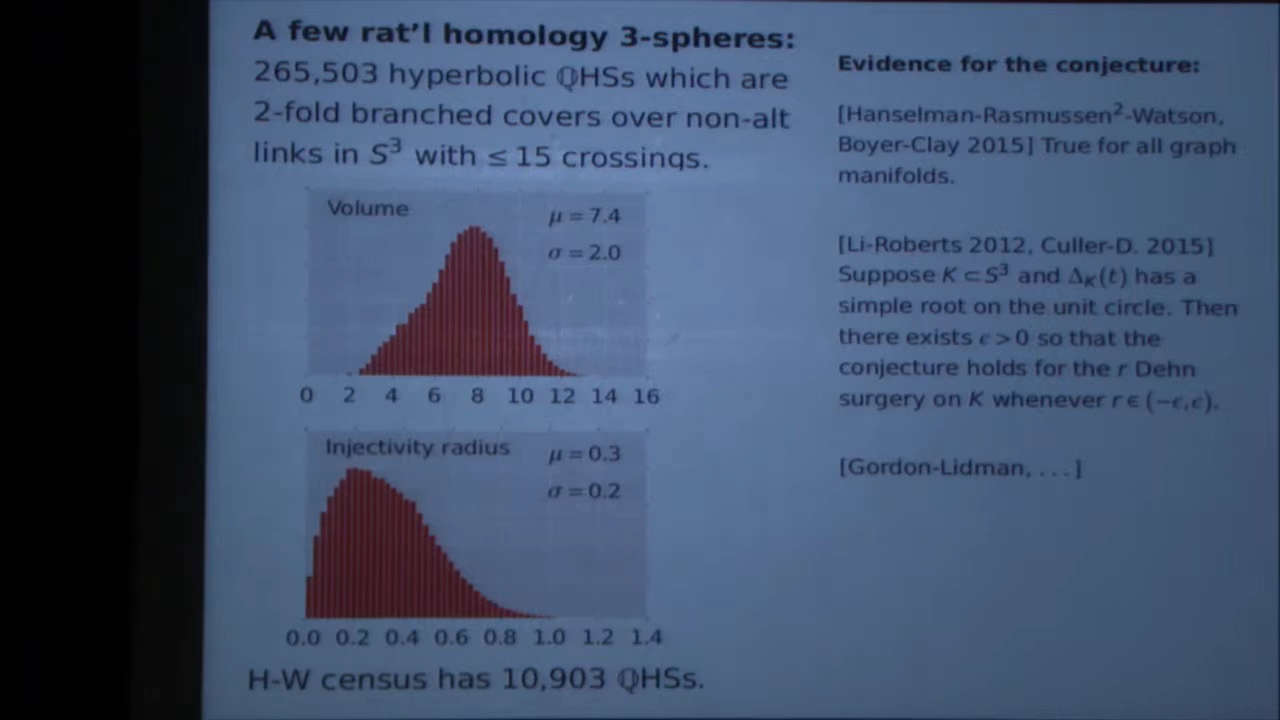 A few rat'l homology 3-spheres:
265,503 hyperbolic ℚHSs which are
2-fold branched covers over non-alt
links in S³ with ≤ 15 crossings.
Volume
μ = 7.4
σ = 2.0
0 2 4 6 8 10 12 14 16
Injectivity radius
μ = 0.3
σ = 0.2
0.0 0.2 0.4 0.6 0.8 1.0 1.2 1.4
H-W census has 10,903 ℚHSs.
Evidence for the conjecture:
[Hanselman-Rasmussen²-Watson,
Boyer-Clay 2015] True for all graph
manifolds.
[Li-Roberts 2012, Culler-D. 2015]
Suppose K ⊂ S³ and Δ_K(t) has a
simple root on the unit circle. Then
there exists ϵ > 0 so that the
conjecture holds for the r Dehn
surgery on K whenever r ∈ (−ϵ,ϵ).
[Gordon-Lidman, ...]